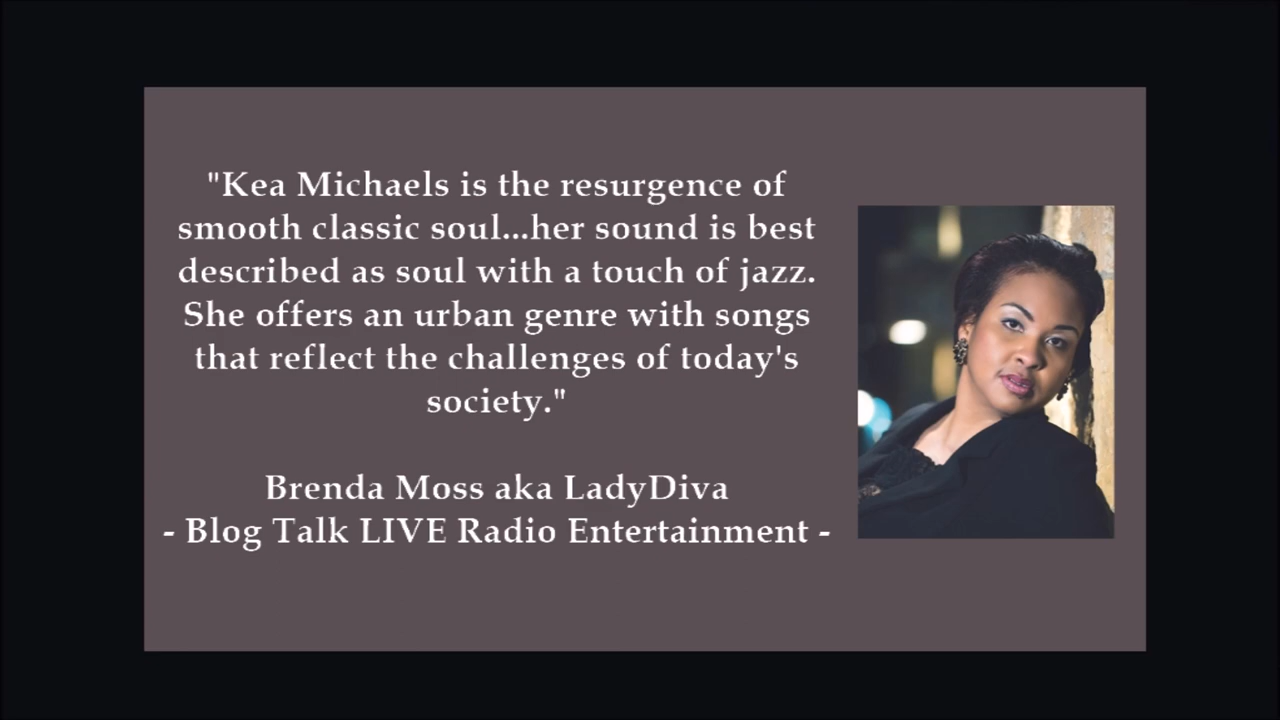 "Kea Michaels is the resurgence of
smooth classic soul...her sound is best
described as soul with a touch of jazz.
She offers an urban genre with songs
that reflect the challenges of today's
society."
Brenda Moss aka LadyDiva
- Blog Talk LIVE Radio Entertainment -